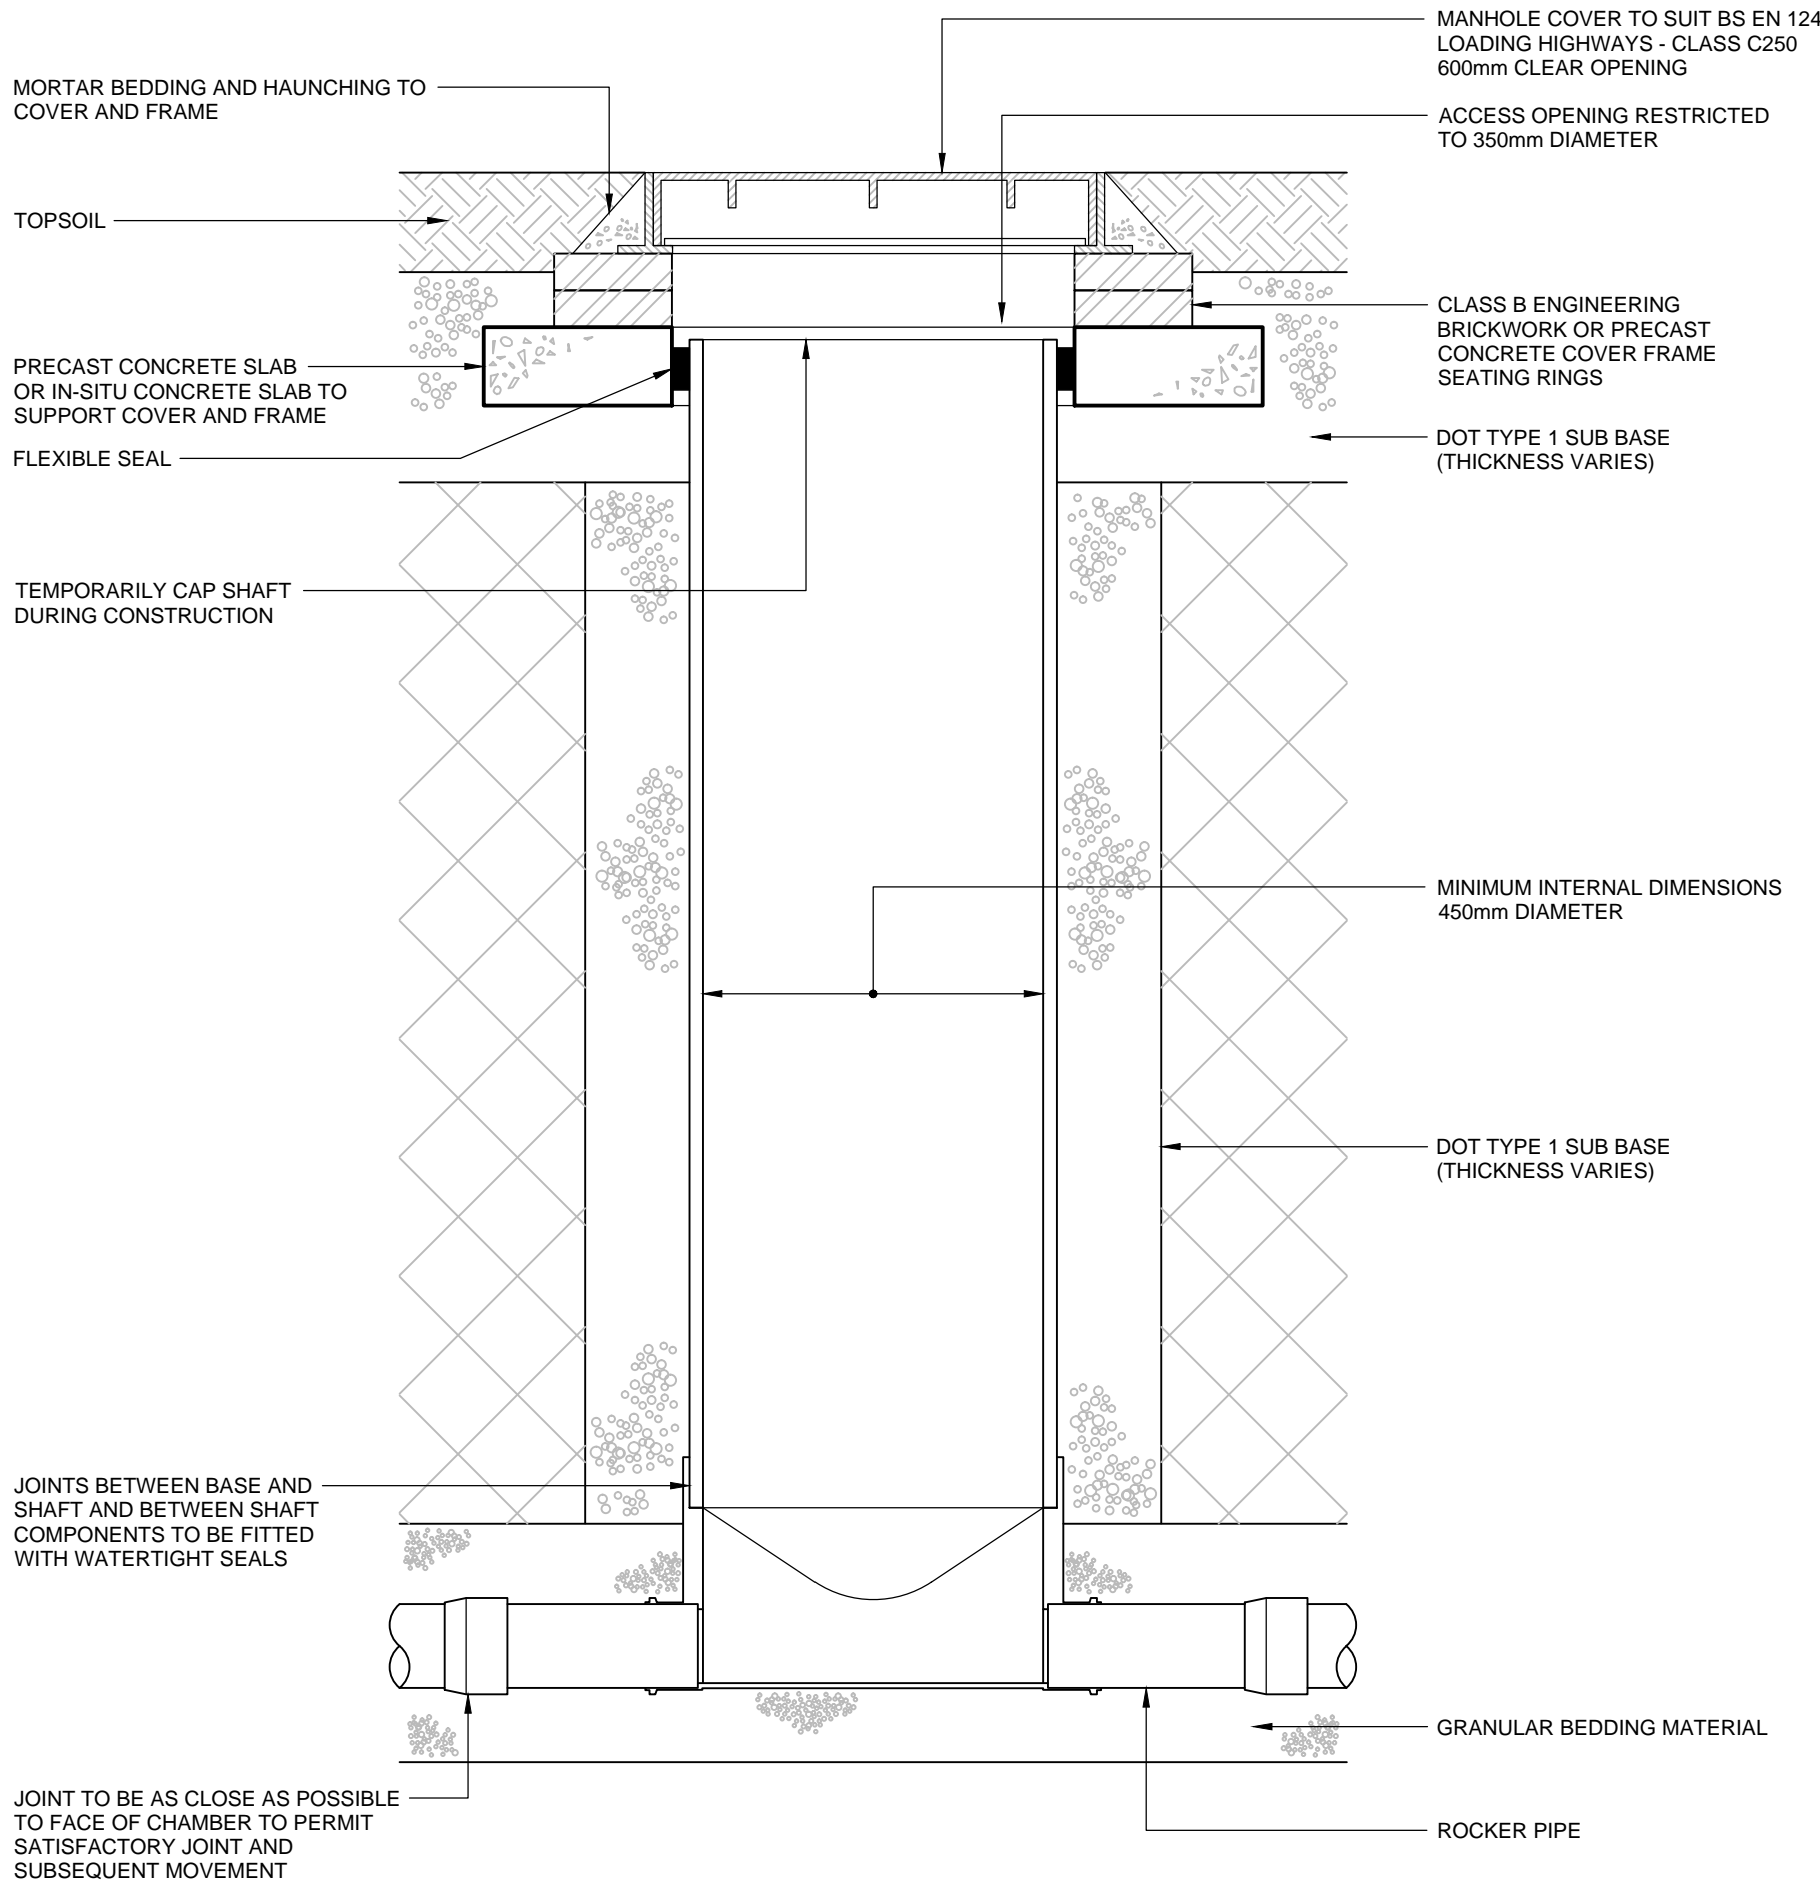 MORTAR BEDDING AND HAUNCHING TO
COVER AND FRAME
TOPSOIL
PRECAST CONCRETE SLAB
OR IN-SITU CONCRETE SLAB TO
SUPPORT COVER AND FRAME
FLEXIBLE SEAL
TEMPORARILY CAP SHAFT
DURING CONSTRUCTION
JOINTS BETWEEN BASE AND
SHAFT AND BETWEEN SHAFT
COMPONENTS TO BE FITTED
WITH WATERTIGHT SEALS
JOINT TO BE AS CLOSE AS POSSIBLE
TO FACE OF CHAMBER TO PERMIT
SATISFACTORY JOINT AND
SUBSEQUENT MOVEMENT
MANHOLE COVER TO SUIT BS EN 124
LOADING HIGHWAYS - CLASS C250
600mm CLEAR OPENING
ACCESS OPENING RESTRICTED
TO 350mm DIAMETER
CLASS B ENGINEERING
BRICKWORK OR PRECAST
CONCRETE COVER FRAME
SEATING RINGS
DOT TYPE 1 SUB BASE
(THICKNESS VARIES)
MINIMUM INTERNAL DIMENSIONS
450mm DIAMETER
DOT TYPE 1 SUB BASE
(THICKNESS VARIES)
GRANULAR BEDDING MATERIAL
ROCKER PIPE